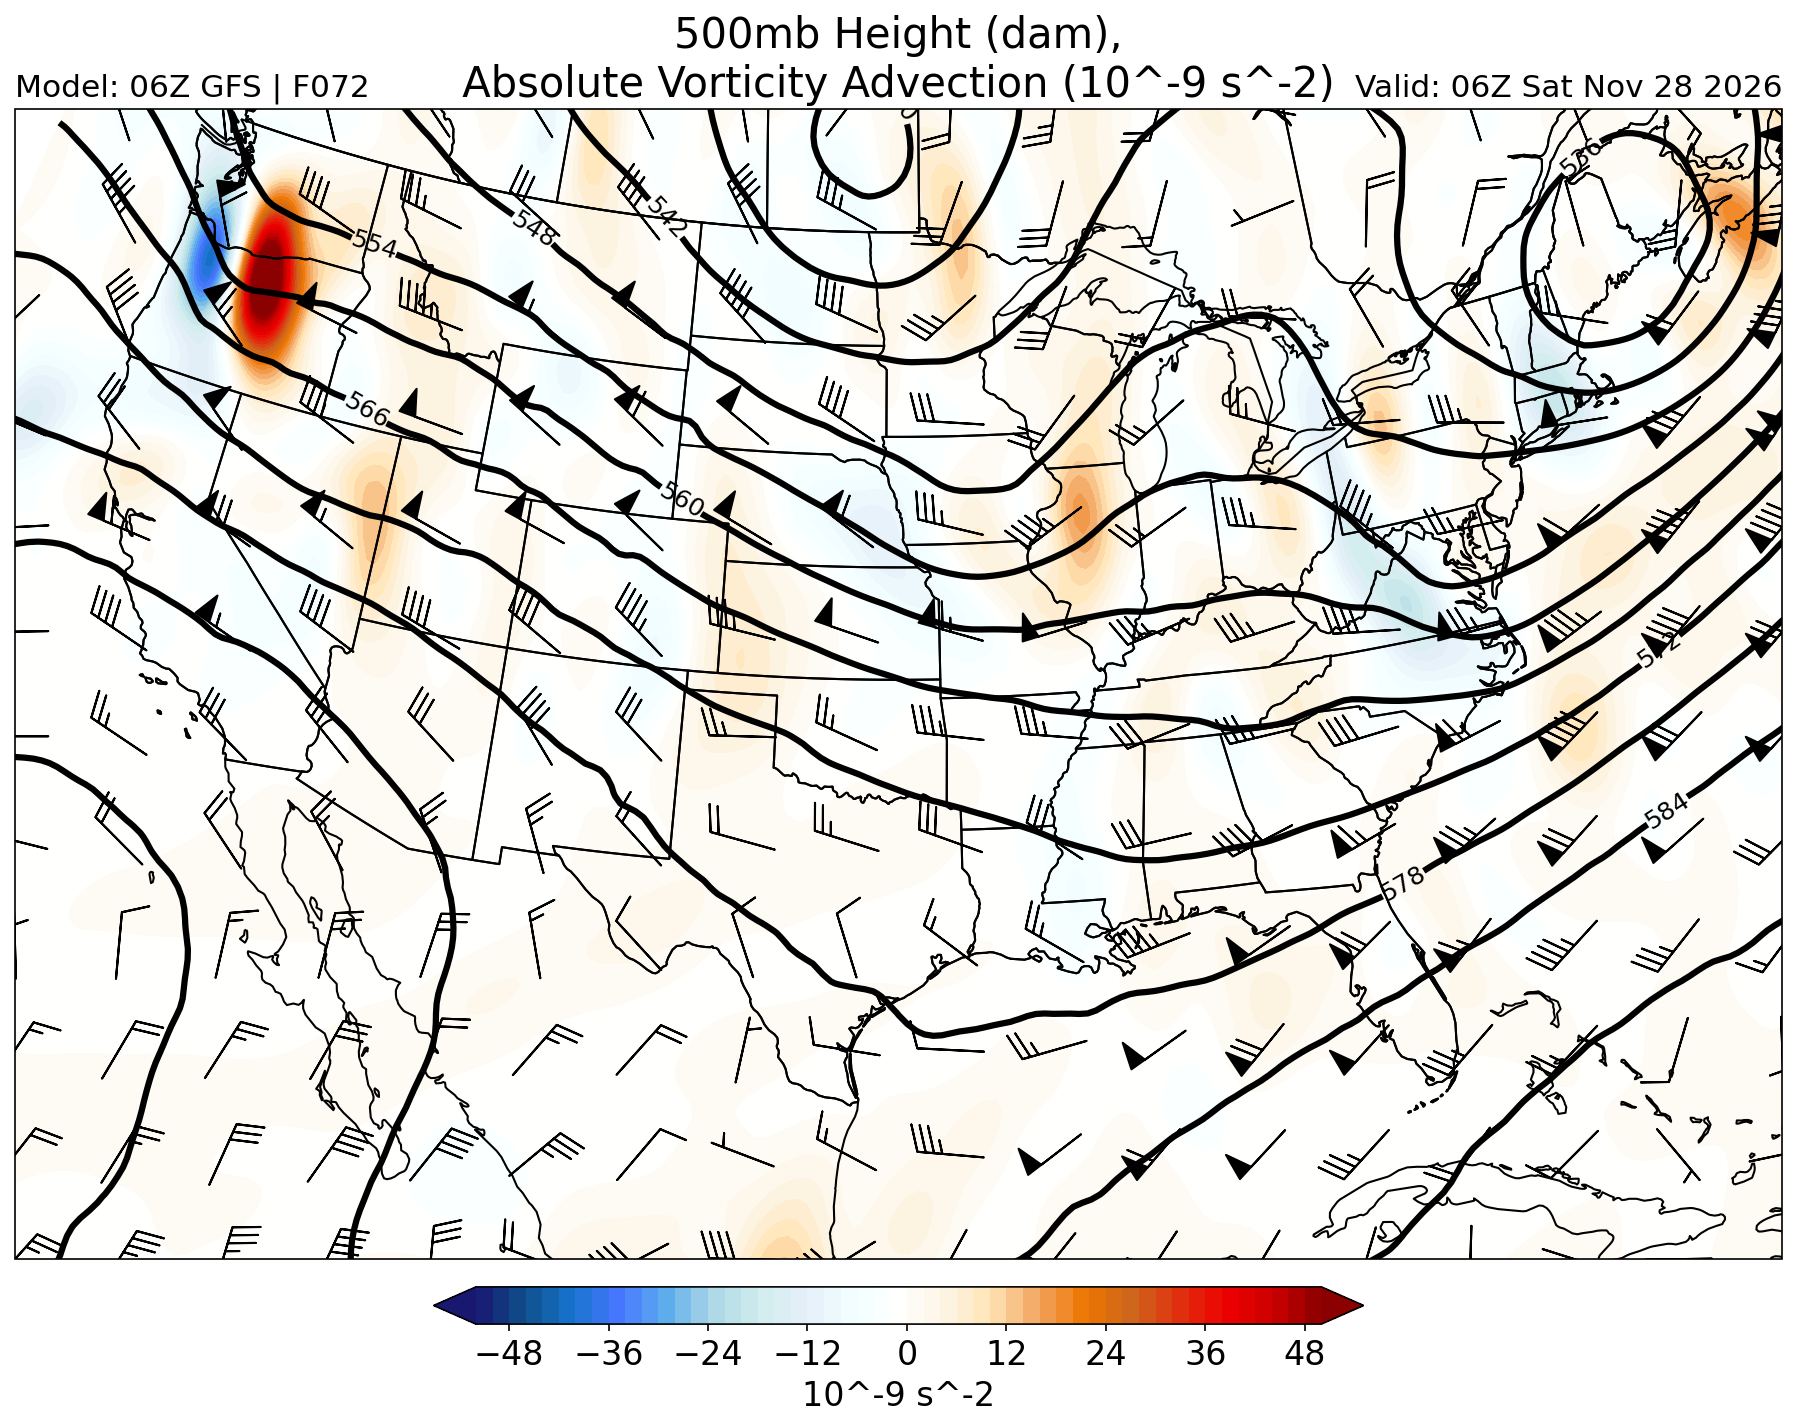 500mb Height (dam),
Model: 06Z GFS | F072
Absolute Vorticity Advection (10^-9 s^-2)
Valid: 06Z Sat Nov 28 2026
536
542
548
554
566
560
572
584
578
−48 −36 −24 −12 0 12 24 36 48
10^-9 s^-2